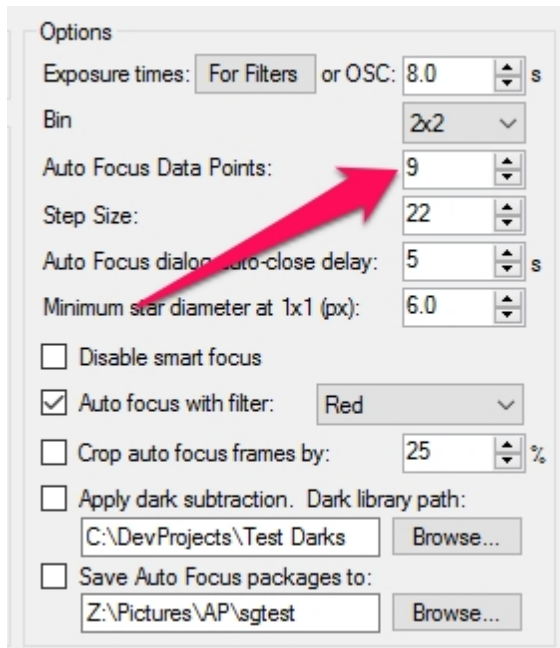 Options
Exposure times: For Filters or OSC: 8.0 s
Bin 2x2
Auto Focus Data Points: 9
Step Size: 22
Auto Focus dialog auto-close delay: 5 s
Minimum star diameter at 1x1 (px): 6.0
Disable smart focus
Auto focus with filter: Red
Crop auto focus frames by: 25 %
Apply dark subtraction. Dark library path:
C:\DevProjects\Test Darks Browse...
Save Auto Focus packages to:
Z:\Pictures\AP\sgtest Browse...